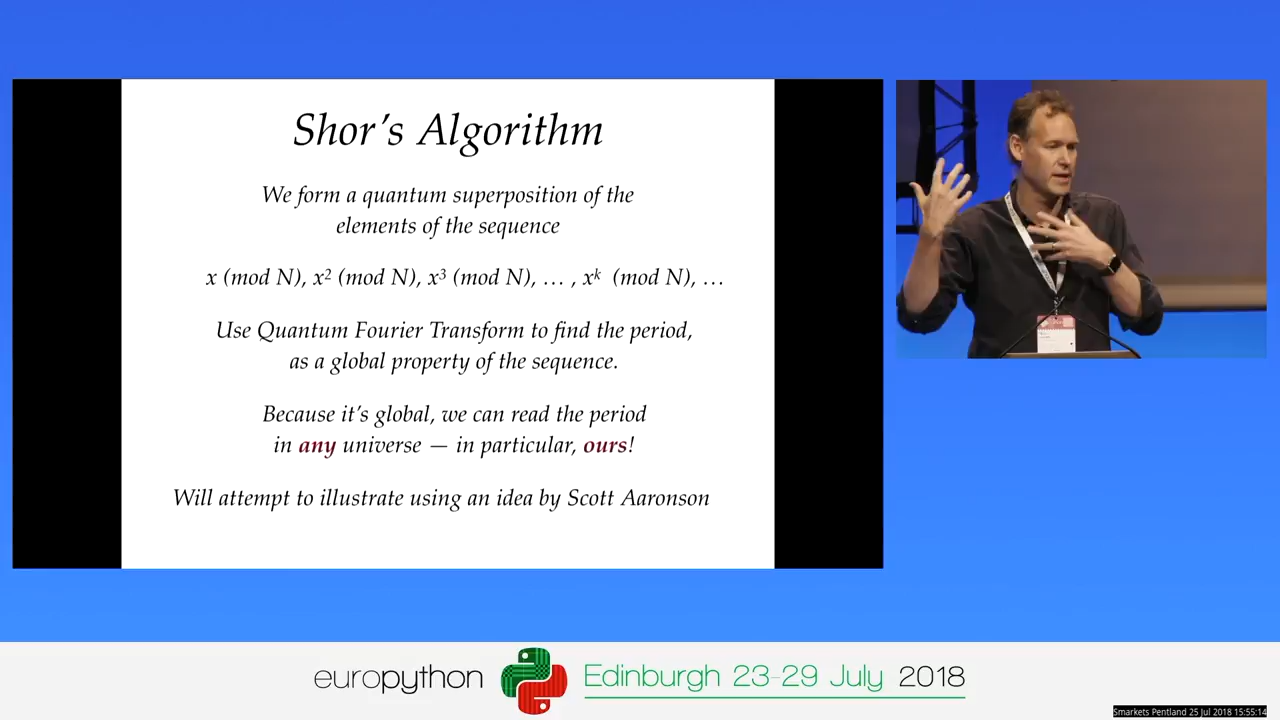 Shor's Algorithm
We form a quantum superposition of the
elements of the sequence
x (mod N), x² (mod N), x³ (mod N), … , xᵏ (mod N), …
Use Quantum Fourier Transform to find the period,
as a global property of the sequence.
Because it's global, we can read the period
in any universe — in particular, ours!
Will attempt to illustrate using an idea by Scott Aaronson
europython Edinburgh 23-29 July 2018
Smarkets Pentland 25 Jul 2018 15:55:14